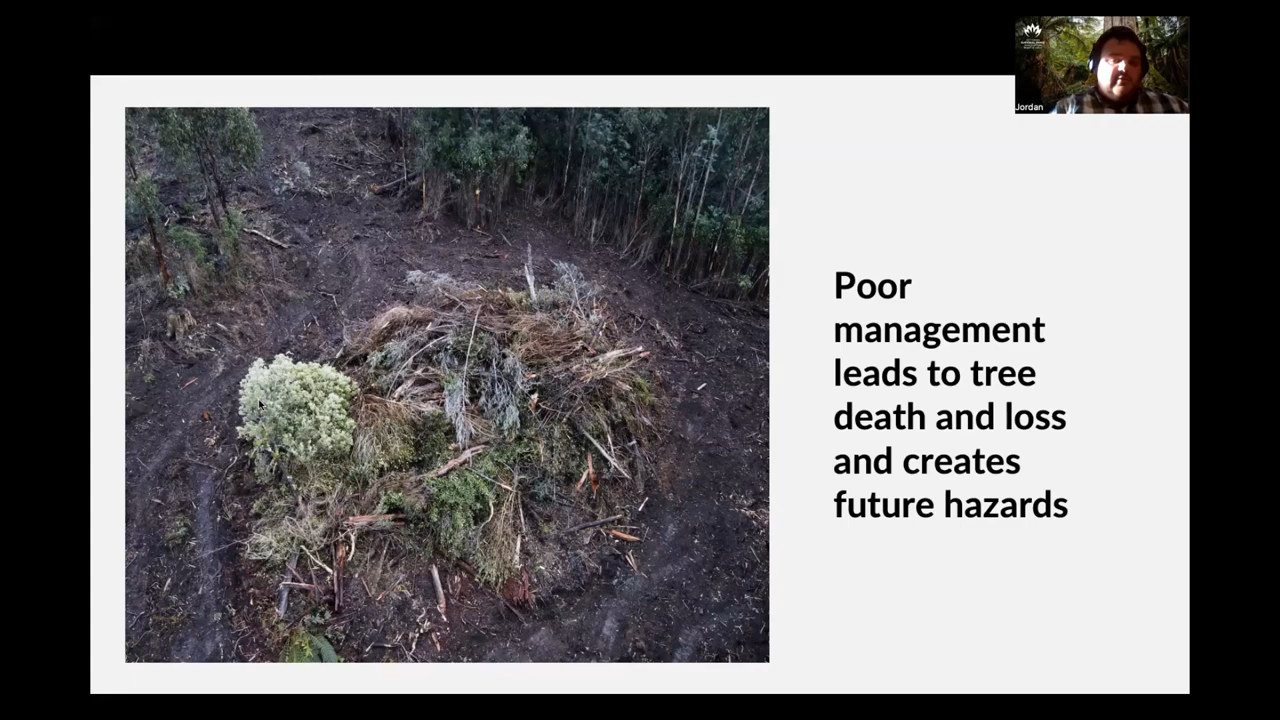 Jordan
Poor
management
leads to tree
death and loss
and creates
future hazards